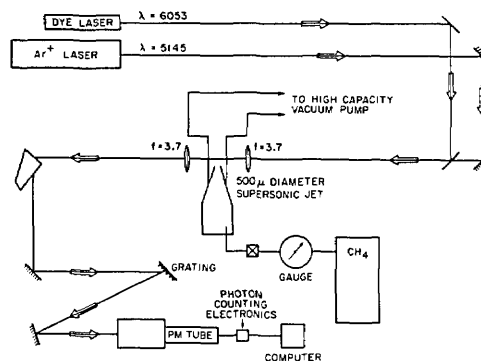 DYE LASER
λ = 6053
Ar+ LASER
λ = 5145
TO HIGH CAPACITY
VACUUM PUMP
f = 3.7
f = 3.7
500μ DIAMETER
SUPERSONIC JET
GRATING
GAUGE
CH4
PHOTON
COUNTING
ELECTRONICS
PM TUBE
COMPUTER